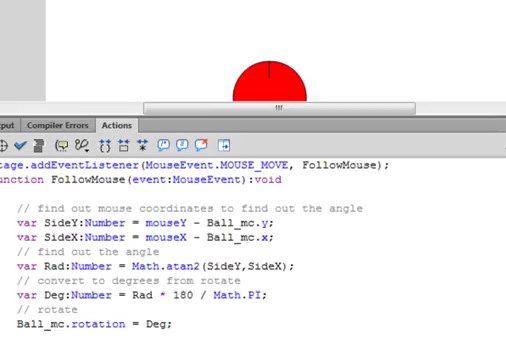 tput Compiler Errors Actions
tage.addEventListener(MouseEvent.MOUSE_MOVE, FollowMouse);
unction FollowMouse(event:MouseEvent):void
// find out mouse coordinates to find out the angle
var SideY:Number = mouseY - Ball_mc.y;
var SideX:Number = mouseX - Ball_mc.x;
// find out the angle
var Rad:Number = Math.atan2(SideY,SideX);
// convert to degrees from rotate
var Deg:Number = Rad * 180 / Math.PI;
// rotate
Ball_mc.rotation = Deg;